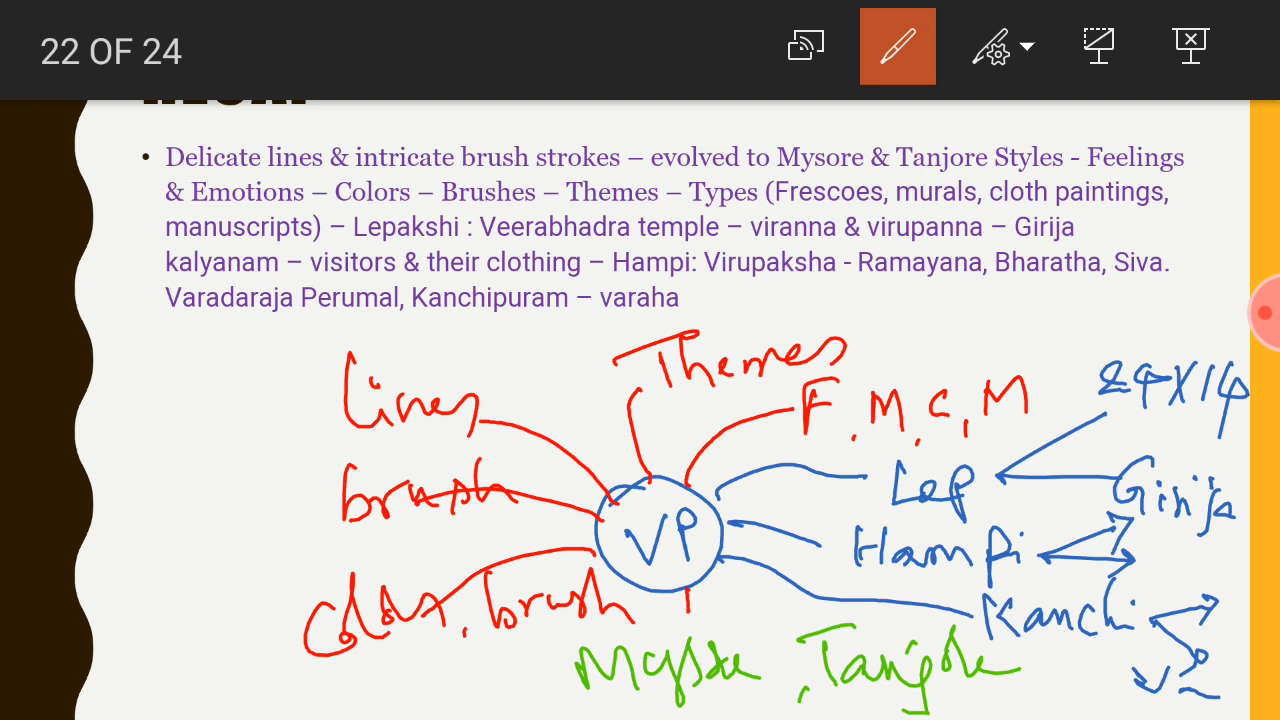 22 OF 24
• Delicate lines & intricate brush strokes – evolved to Mysore & Tanjore Styles - Feelings
& Emotions – Colors – Brushes – Themes – Types (Frescoes, murals, cloth paintings,
manuscripts) – Lepakshi : Veerabhadra temple – viranna & virupanna – Girija
kalyanam – visitors & their clothing – Hampi: Virupaksha - Ramayana, Bharatha, Siva.
Varadaraja Perumal, Kanchipuram – varaha
Themes
lines
F, M, C, M
24X14
brush
Lep
Girija
VP
Hampi
Color, brush
Kanchi
Mysore, Tanjore